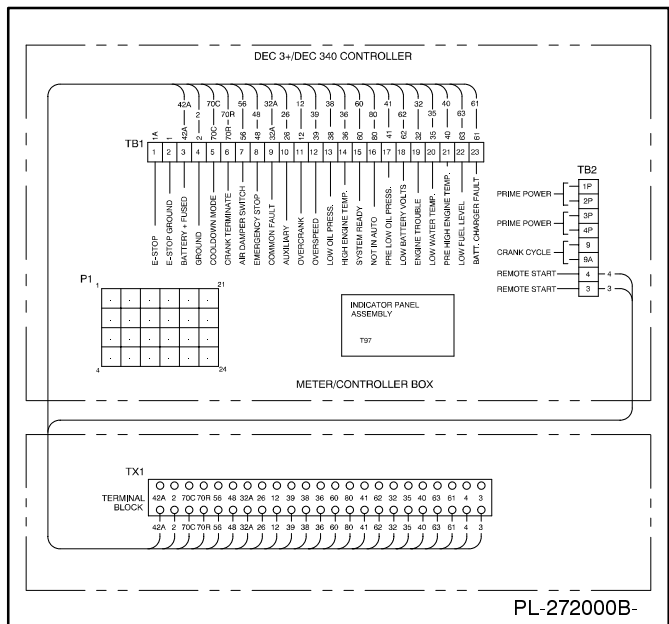 DEC 3+/DEC 340 CONTROLLER
42A 2 70C 70R 56 48 32A 26 12 39 38 36 60 80 41 62 32 35 40 63 61
1A 1 42A 2 70C 70R 56 48 32A 26 12 39 38 36 60 80 41 62 32 35 40 63 61
TB1
1 2 3 4 5 6 7 8 9 10 11 12 13 14 15 16 17 18 19 20 21 22 23
E-STOP
E-STOP GROUND
BATTERY + FUSED
GROUND
COOLDOWN MODE
CRANK TERMINATE
AIR DAMPER SWITCH
EMERGENCY STOP
COMMON FAULT
AUXILIARY
OVERCRANK
OVERSPEED
LOW OIL PRESS.
HIGH ENGINE TEMP.
SYSTEM READY
NOT IN AUTO
PRE LOW OIL PRESS.
LOW BATTERY VOLTS
ENGINE TROUBLE
LOW WATER TEMP.
PRE HIGH ENGINE TEMP.
LOW FUEL LEVEL
BATT. CHARGER FAULT
TB2
PRIME POWER 1P
2P
PRIME POWER 3P
4P
CRANK CYCLE 9
9A
REMOTE START 4 4
REMOTE START 3 3
P1
1 21
4 24
INDICATOR PANEL
ASSEMBLY
T97
METER/CONTROLLER BOX
TX1
TERMINAL
BLOCK
42A 2 70C 70R 56 48 32A 26 12 39 38 36 60 80 41 62 32 35 40 63 61 4 3
42A 2 70C 70R 56 48 32A 26 12 39 38 36 60 80 41 62 32 35 40 63 61 4 3
PL-272000B-